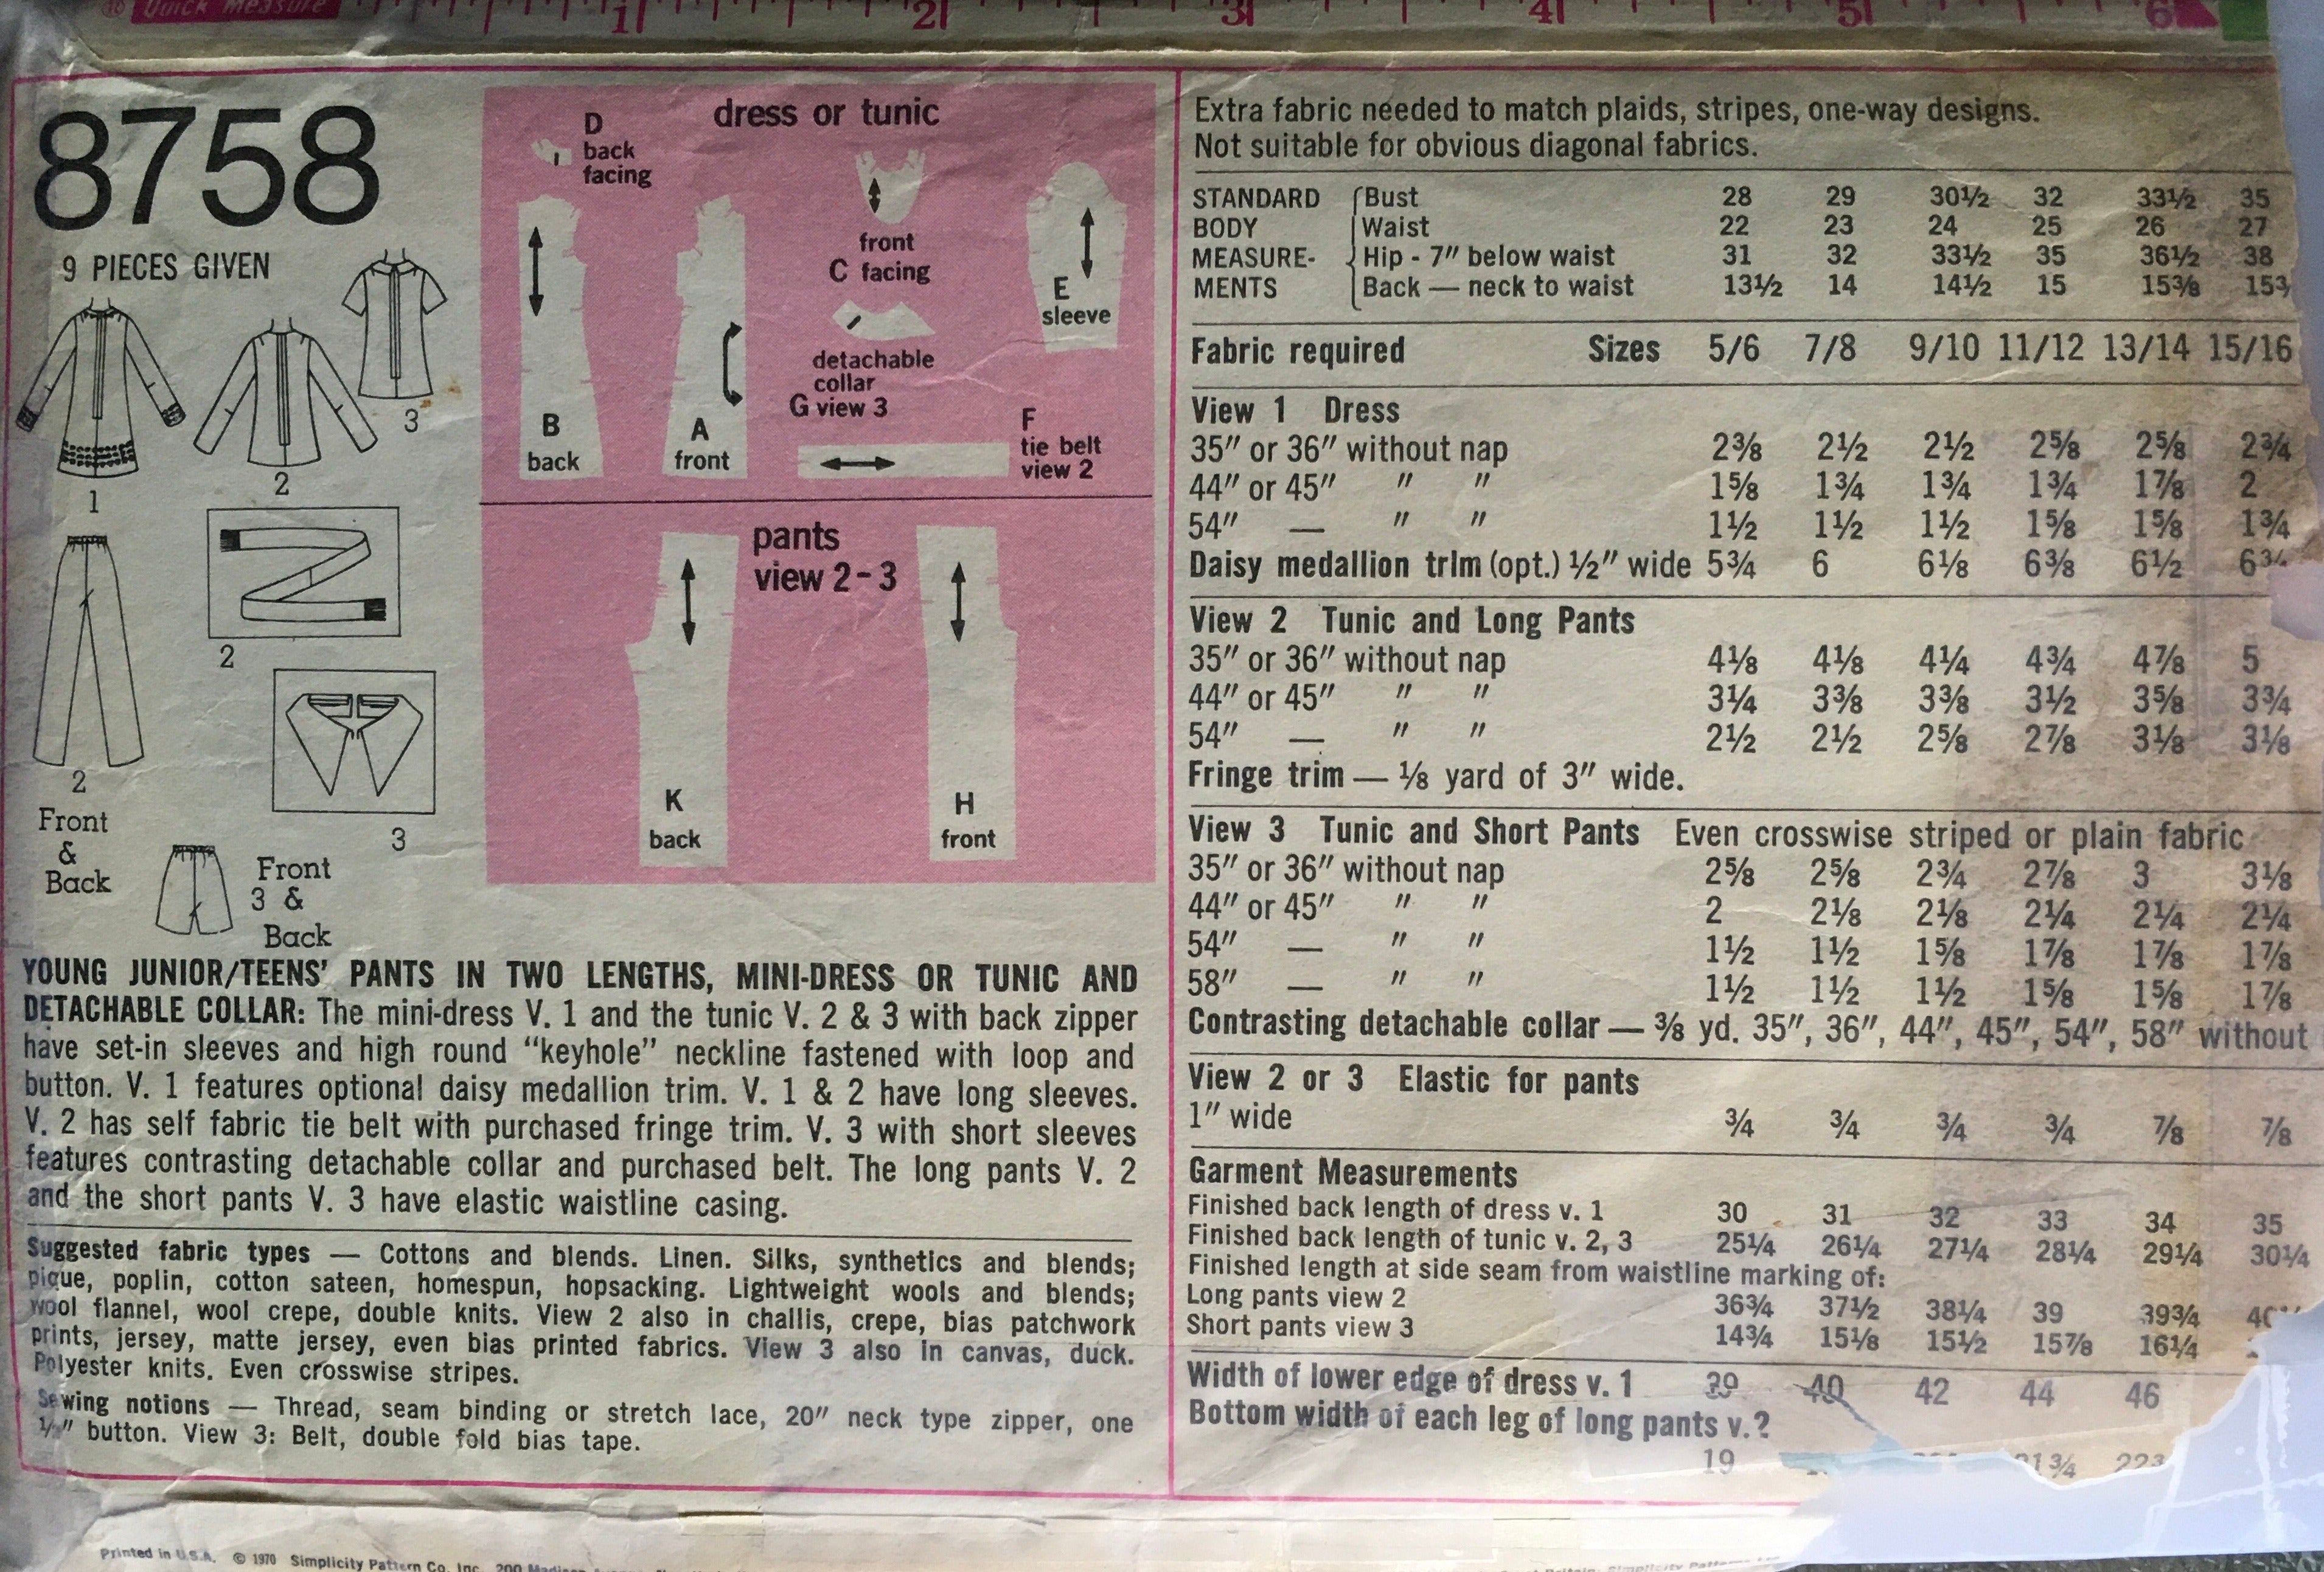 Quick Measure
1 2 3 4 5 6
8758
9 PIECES GIVEN
1
2
3
2
2
3
Front
&
Back
Front
3 &
Back
dress or tunic
D
back
facing
front
C facing
E
sleeve
detachable
collar
G view 3
B
back
A
front
F
tie belt
view 2
pants
view 2-3
K
back
H
front
YOUNG JUNIOR/TEENS' PANTS IN TWO LENGTHS, MINI-DRESS OR TUNIC AND
DETACHABLE COLLAR: The mini-dress V. 1 and the tunic V. 2 & 3 with back zipper
have set-in sleeves and high round "keyhole" neckline fastened with loop and
button. V. 1 features optional daisy medallion trim. V. 1 & 2 have long sleeves.
V. 2 has self fabric tie belt with purchased fringe trim. V. 3 with short sleeves
features contrasting detachable collar and purchased belt. The long pants V. 2
and the short pants V. 3 have elastic waistline casing.
Suggested fabric types — Cottons and blends. Linen. Silks, synthetics and blends;
pique, poplin, cotton sateen, homespun, hopsacking. Lightweight wools and blends;
wool flannel, wool crepe, double knits. View 2 also in challis, crepe, bias patchwork
prints, jersey, matte jersey, even bias printed fabrics. View 3 also in canvas, duck.
Polyester knits. Even crosswise stripes.
Sewing notions — Thread, seam binding or stretch lace, 20" neck type zipper, one
button. View 3: Belt, double fold bias tape.
Extra fabric needed to match plaids, stripes, one-way designs.
Not suitable for obvious diagonal fabrics.
STANDARD Bust 28 29 30½ 32 33½ 35
BODY Waist 22 23 24 25 26 27
MEASURE- Hip - 7" below waist 31 32 33½ 35 36½ 38
MENTS Back — neck to waist 13½ 14 14½ 15 15⅜
Fabric required Sizes 5/6 7/8 9/10 11/12 13/14 15/16
View 1 Dress
35" or 36" without nap 2⅜ 2½ 2½ 2⅝ 2⅝ 2¾
44" or 45" " " 1⅝ 1¾ 1¾ 1¾ 1⅞ 2
54" — " " 1½ 1½ 1½ 1⅝ 1⅝ 1¾
Daisy medallion trim (opt.) ½" wide 5¾ 6 6⅛ 6⅜ 6½ 6¾
View 2 Tunic and Long Pants
35" or 36" without nap 4⅛ 4⅛ 4¼ 4¾ 4⅞ 5
44" or 45" " " 3¼ 3⅜ 3⅜ 3½ 3⅝ 3¾
54" — " " 2½ 2½ 2⅝ 2⅞ 3⅛ 3⅛
Fringe trim — ⅛ yard of 3" wide.
View 3 Tunic and Short Pants Even crosswise striped or plain fabric
35" or 36" without nap 2⅝ 2⅝ 2¾ 2⅞ 3 3⅛
44" or 45" " " 2 2⅛ 2⅛ 2¼ 2¼ 2¼
54" — " " 1½ 1½ 1⅝ 1⅞ 1⅞ 1⅞
58" — " " 1½ 1½ 1½ 1⅝ 1⅝ 1⅞
Contrasting detachable collar — ⅜ yd. 35", 36", 44", 45", 54", 58" without
View 2 or 3 Elastic for pants
1" wide ¾ ¾ ¾ ¾ ⅞ ⅞
Garment Measurements
Finished back length of dress v. 1 30 31 32 33 34 35
Finished back length of tunic v. 2, 3 25¼ 26¼ 27¼ 28¼ 29¼ 30¼
Finished length at side seam from waistline marking of:
Long pants view 2 36¾ 37½ 38¼ 39 39¾
Short pants view 3 14¾ 15⅛ 15½ 15⅞ 16¼
Width of lower edge of dress v. 1 39 40 42 44 46
Bottom width of each leg of long pants v.
19
Printed in U.S.A. © 1970 Simplicity Pattern Co. Inc. 200